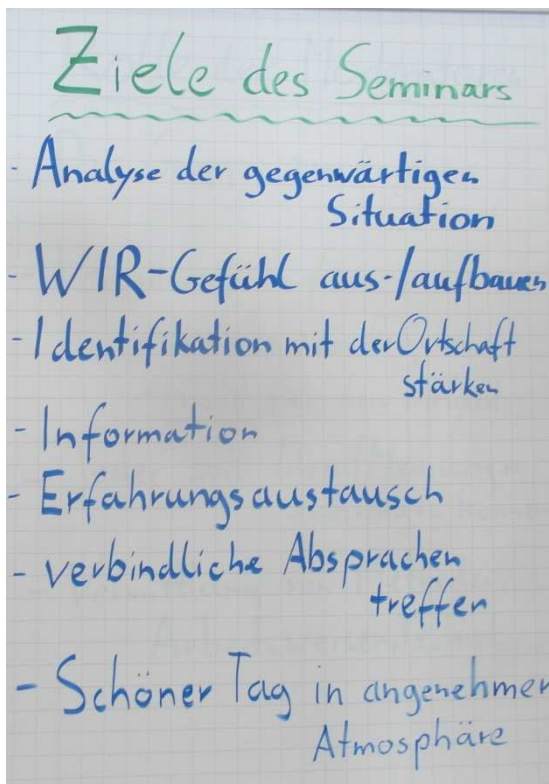 Ziele des Seminars
- Analyse der gegenwärtigen
Situation
- WIR-Gefühl aus-/aufbauen
- Identifikation mit der Ortschaft
stärken
- Information
- Erfahrungsaustausch
- verbindliche Absprachen
treffen
- Schöner Tag in angenehmer
Atmosphäre